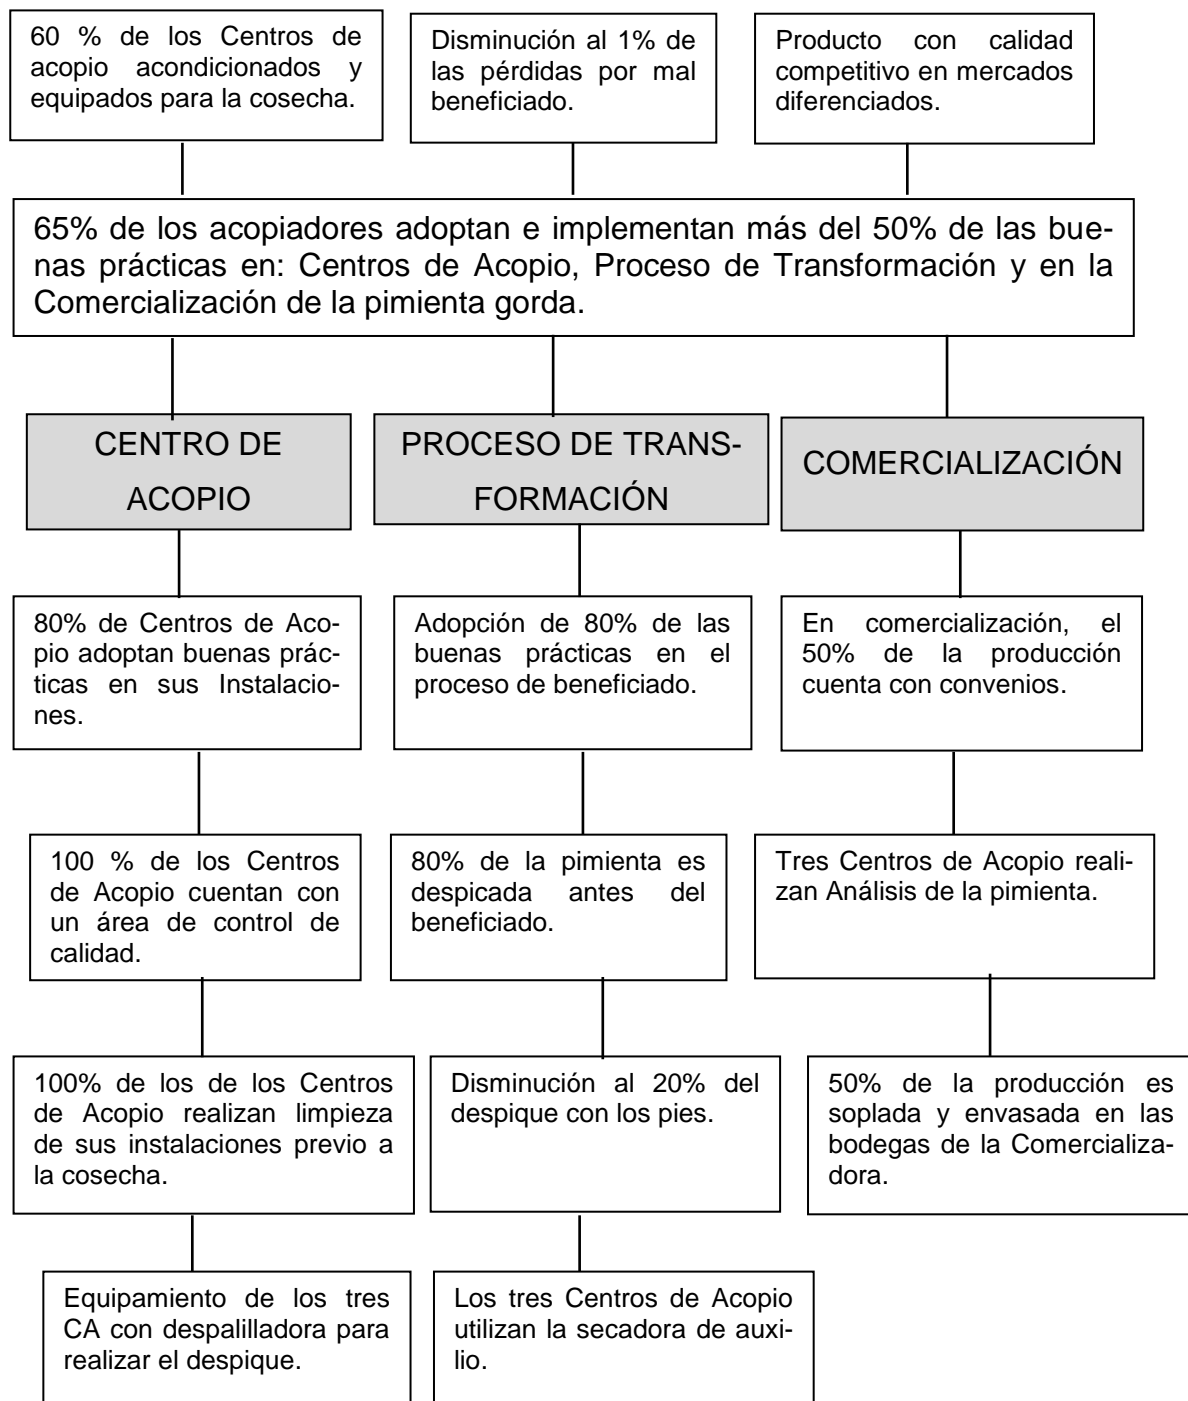 60 % de los Centros de
acopio acondicionados y
equipados para la cosecha.
Disminución al 1% de
las pérdidas por mal
beneficiado.
Producto con calidad
competitivo en mercados
diferenciados.
65% de los acopiadores adoptan e implementan más del 50% de las bue-
nas prácticas en: Centros de Acopio, Proceso de Transformación y en la
Comercialización de la pimienta gorda.
CENTRO DE
ACOPIO
PROCESO DE TRANS-
FORMACIÓN
COMERCIALIZACIÓN
80% de Centros de Aco-
pio adoptan buenas prác-
ticas en sus Instalacio-
nes.
Adopción de 80% de las
buenas prácticas en el
proceso de beneficiado.
En comercialización, el
50% de la producción
cuenta con convenios.
100 % de los Centros
de Acopio cuentan con
un área de control de
calidad.
80% de la pimienta es
despicada antes del
beneficiado.
Tres Centros de Acopio reali-
zan Análisis de la pimienta.
100% de los de los Centros
de Acopio realizan limpieza
de sus instalaciones previo a
la cosecha.
Disminución al 20% del
despique con los pies.
50% de la producción es
soplada y envasada en las
bodegas de la Comercializa-
dora.
Equipamiento de los tres
CA con despalilladora para
realizar el despique.
Los tres Centros de Acopio
utilizan la secadora de auxi-
lio.